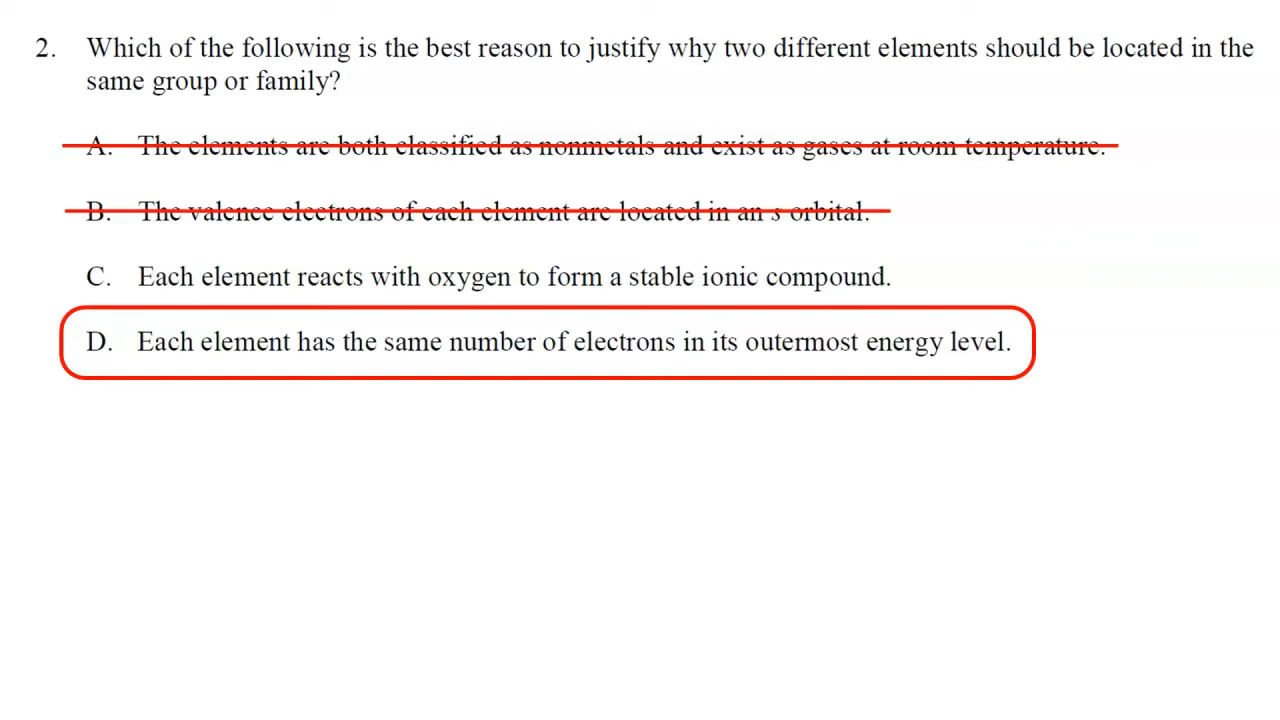 2. Which of the following is the best reason to justify why two different elements should be located in the
same group or family?
A. The elements are both classified as nonmetals and exist as gases at room temperature.
B. The valence electrons of each element are located in an s orbital.
C. Each element reacts with oxygen to form a stable ionic compound.
D. Each element has the same number of electrons in its outermost energy level.